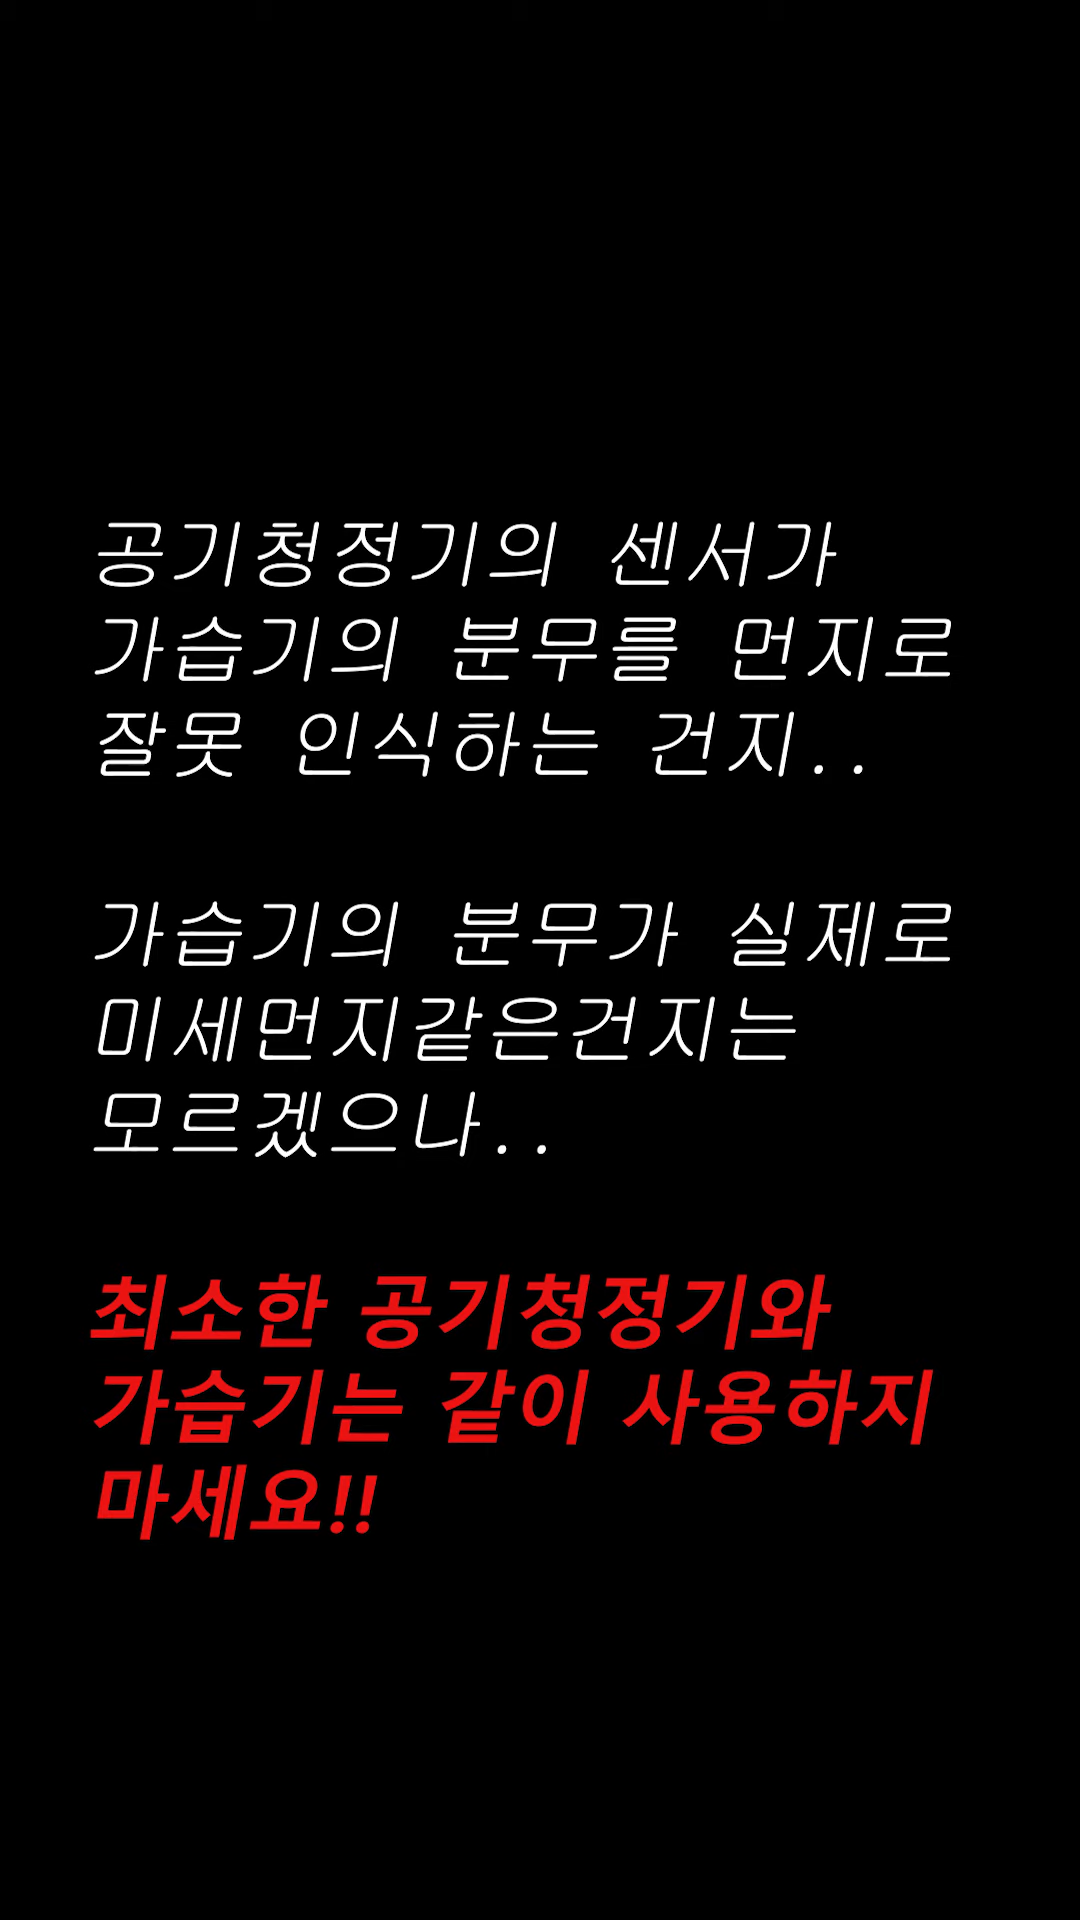 공기청정기의 센서가
가습기의 분무를 먼지로
잘못 인식하는 건지..
가습기의 분무가 실제로
미세먼지같은건지는
모르겠으나..
최소한 공기청정기와
가습기는 같이 사용하지
마세요!!